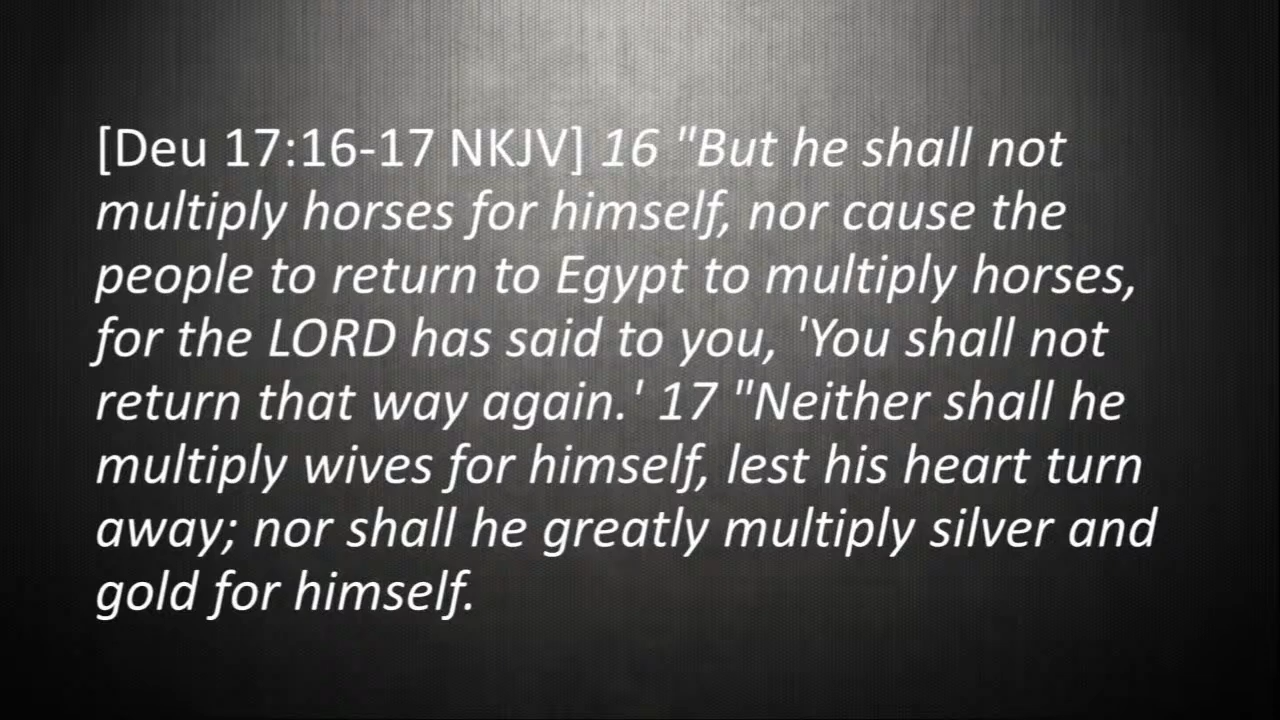 [Deu 17:16-17 NKJV] 16 "But he shall not
multiply horses for himself, nor cause the
people to return to Egypt to multiply horses,
for the LORD has said to you, 'You shall not
return that way again.' 17 "Neither shall he
multiply wives for himself, lest his heart turn
away; nor shall he greatly multiply silver and
gold for himself.